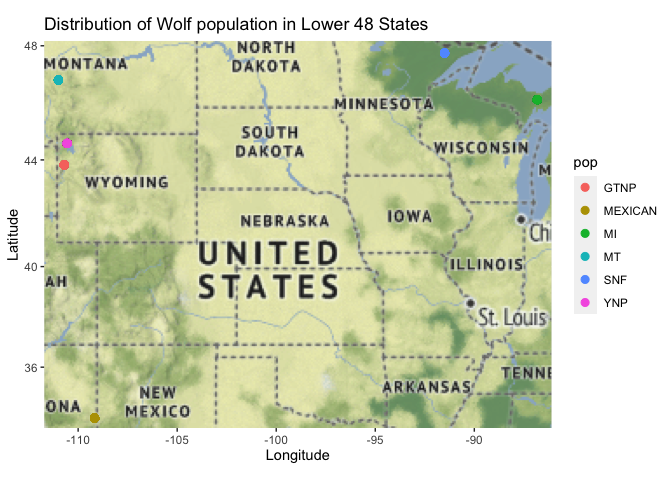 Distribution of Wolf population in Lower 48 States
48
44
40
36
Latitude
MONTANA
NORTH
DAKOTA
MINNESOTA
SOUTH
DAKOTA
WISCONSIN
M
WYOMING
NEBRASKA
IOWA
Chi
UNITED
STATES
ILLINOIS
AH
St. Louis
NEW
MEXICO
ONA
ARKANSAS
TENNE
-110
-105
-100
-95
-90
Longitude
pop
GTNP
MEXICAN
MI
MT
SNF
YNP